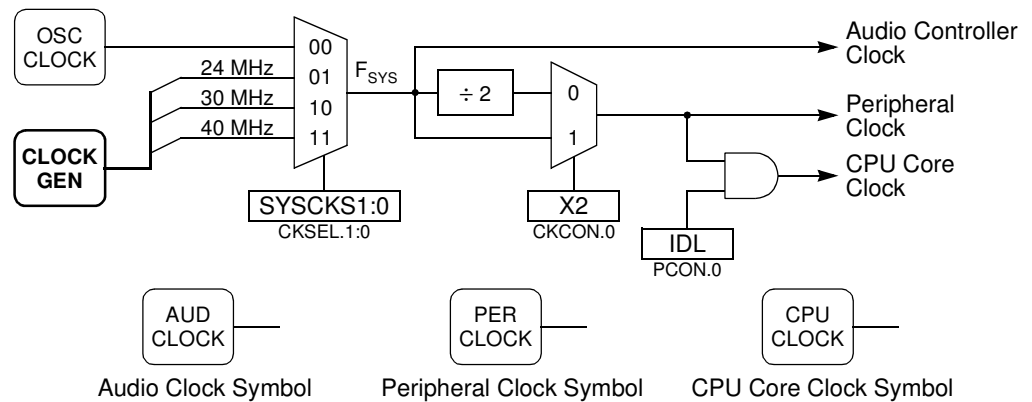 OSC
CLOCK
24 MHz
30 MHz
40 MHz
CLOCK
GEN
00
01
10
11
FSYS
÷ 2
0
1
SYSCKS1:0
CKSEL.1:0
X2
CKCON.0
IDL
PCON.0
Audio Controller
Clock
Peripheral
Clock
CPU Core
Clock
AUD
CLOCK
Audio Clock Symbol
PER
CLOCK
Peripheral Clock Symbol
CPU
CLOCK
CPU Core Clock Symbol